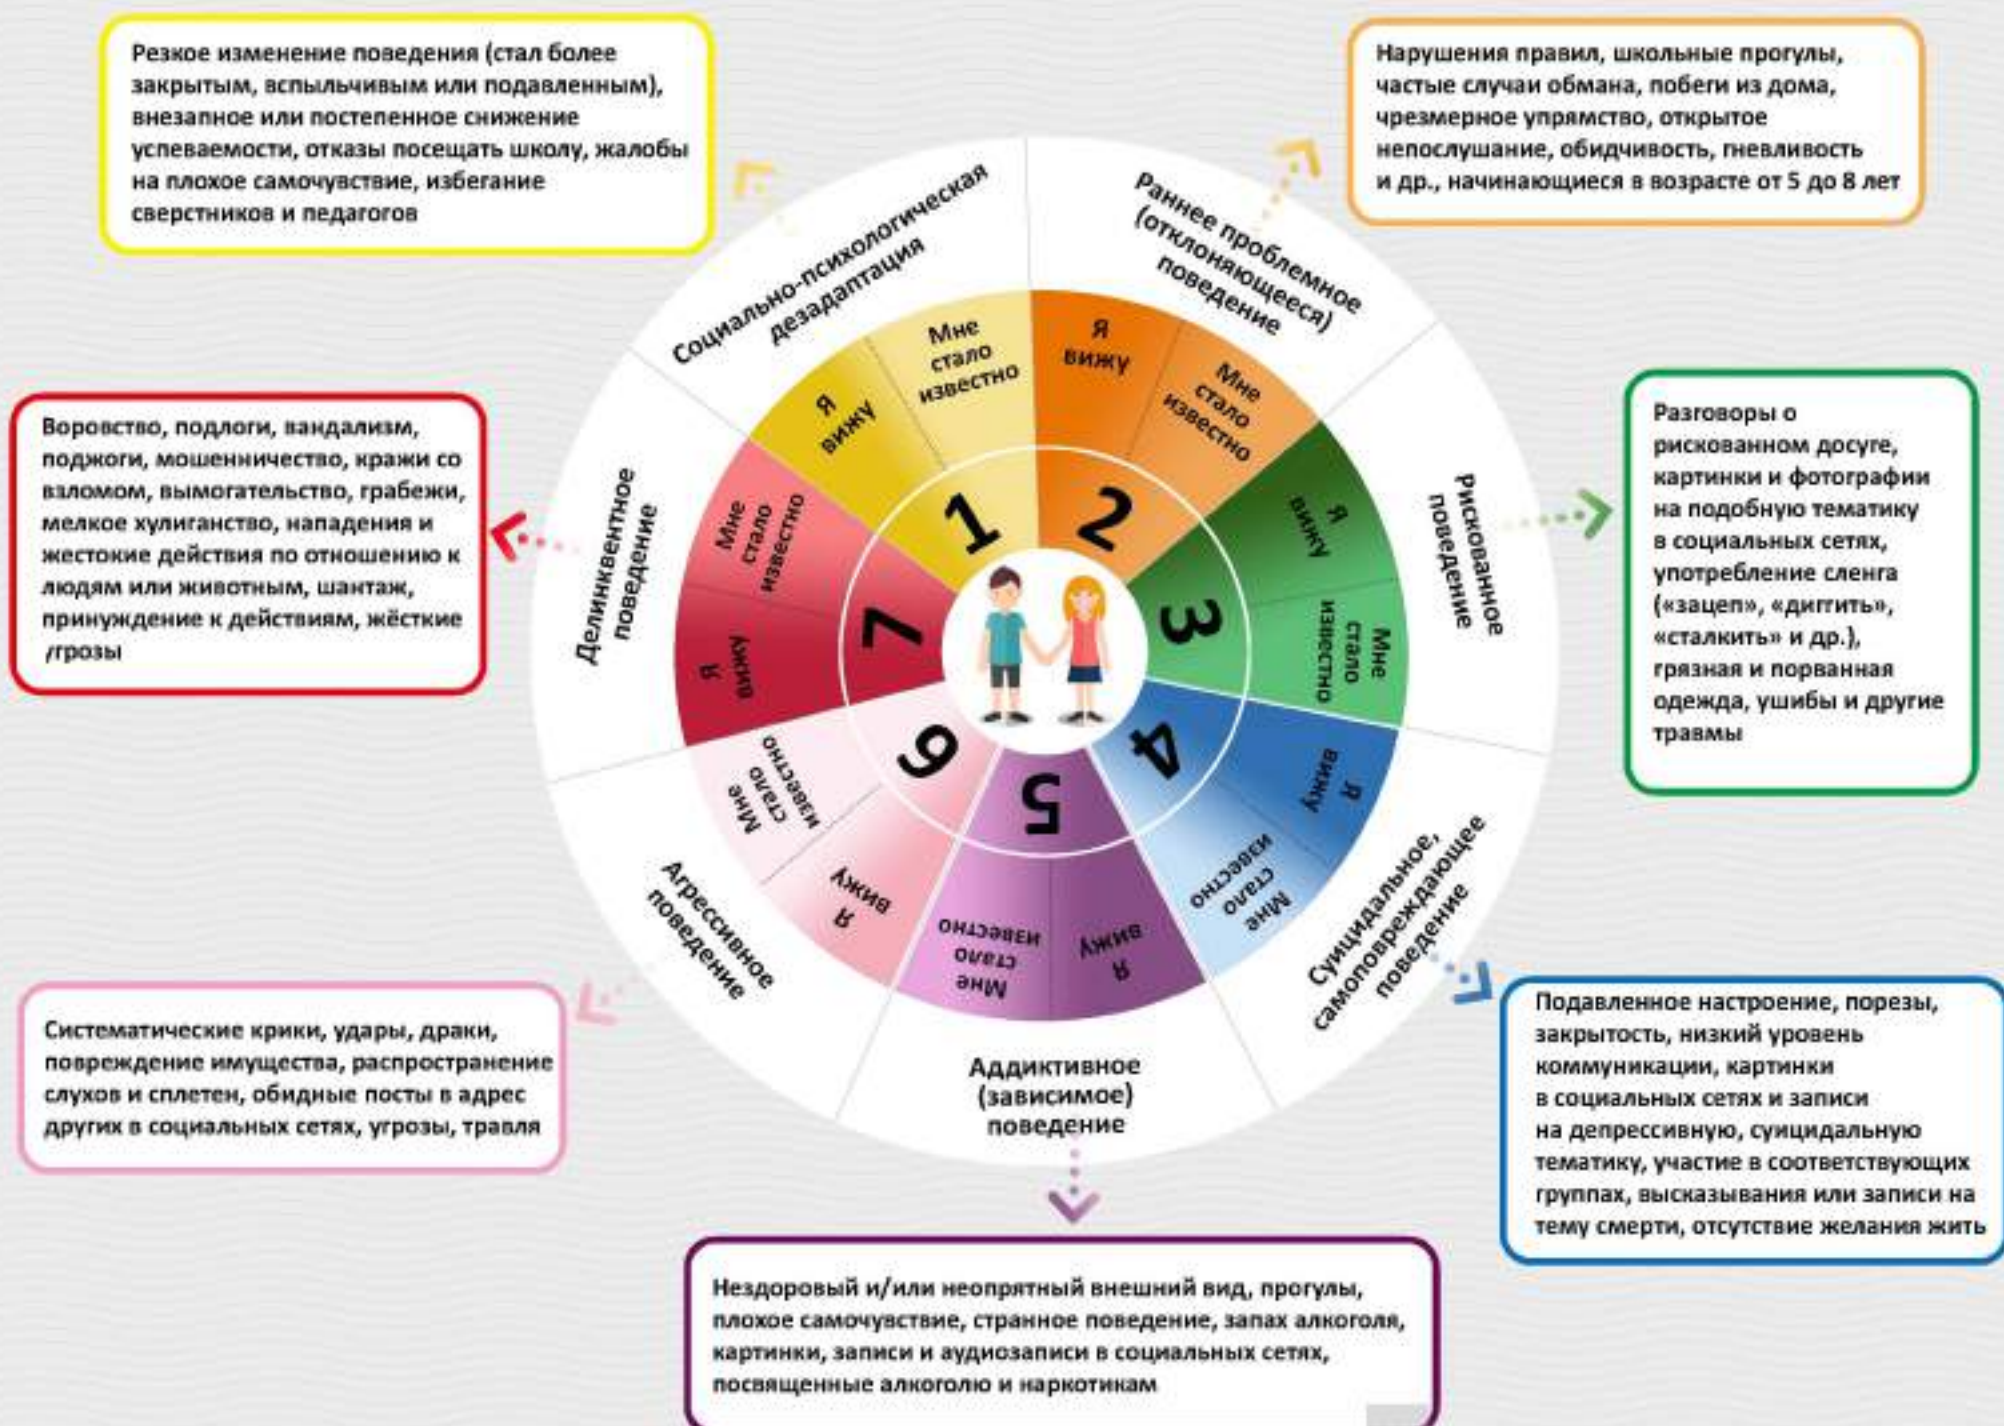 Резкое изменение поведения (стал более
закрытым, вспыльчивым или подавленным),
внезапное или постепенное снижение
успеваемости, отказы посещать школу, жалобы
на плохое самочувствие, избегание
сверстников и педагогов
Нарушения правил, школьные прогулы,
частые случаи обмана, побеги из дома,
чрезмерное упрямство, открытое
непослушание, обидчивость, гневливость
и др., начинающиеся в возрасте от 5 до 8 лет
Социально-психологическая
дезадаптация
Раннее проблемное
(отклоняющееся)
поведение
Я
вижу
Мне
стало
известно
1
Я
вижу
Мне
стало
известно
2
Воровство, подлоги, вандализм,
поджоги, мошенничество, кражи со
взломом, вымогательство, грабежи,
мелкое хулиганство, нападения и
жестокие действия по отношению к
людям или животным, шантаж,
принуждение к действиям, жёсткие
угрозы
Делинквентное
поведение
Мне
стало
известно
Я
вижу
7
Рискованное
поведение
Я
вижу
Мне
стало
известно
3
Разговоры о
рискованном досуге,
картинки и фотографии
на подобную тематику
в социальных сетях,
употребление сленга
(«зацеп», «диггить»,
«сталкить» и др.),
грязная и порванная
одежда, ушибы и другие
травмы
Агрессивное
поведение
Мне
стало
известно
Я
вижу
6
Аддиктивное
(зависимое)
поведение
Мне
стало
известно
Я
вижу
5
Суицидальное,
самоповреждающее
поведение
Я
вижу
Мне
стало
известно
4
Систематические крики, удары, драки,
повреждение имущества, распространение
слухов и сплетен, обидные посты в адрес
других в социальных сетях, угрозы, травля
Подавленное настроение, порезы,
закрытость, низкий уровень
коммуникации, картинки
в социальных сетях и записи
на депрессивную, суицидальную
тематику, участие в соответствующих
группах, высказывания или записи на
тему смерти, отсутствие желания жить
Нездоровый и/или неопрятный внешний вид, прогулы,
плохое самочувствие, странное поведение, запах алкоголя,
картинки, записи и аудиозаписи в социальных сетях,
посвященные алкоголю и наркотикам